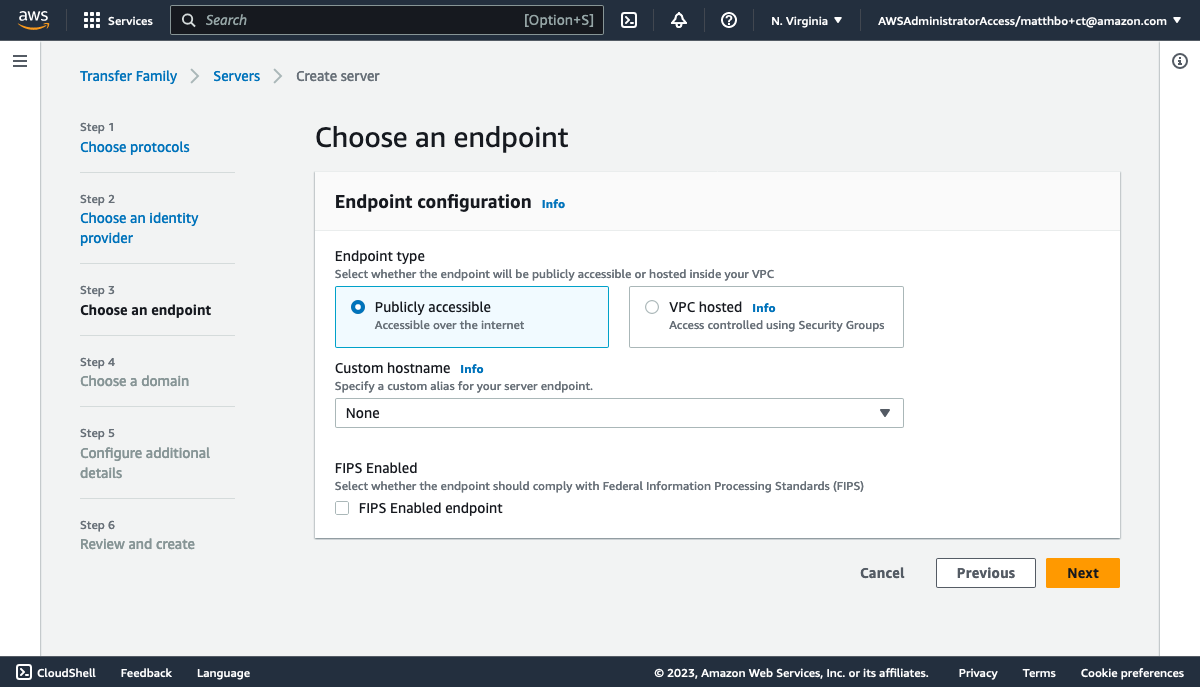 aws
Services
Search
[Option+S]
N. Virginia
AWSAdministratorAccess/matthbo+ct@amazon.com
Transfer Family
Servers
Create server
Step 1
Choose protocols
Step 2
Choose an identity
provider
Step 3
Choose an endpoint
Step 4
Choose a domain
Step 5
Configure additional
details
Step 6
Review and create
Choose an endpoint
Endpoint configuration Info
Endpoint type
Select whether the endpoint will be publicly accessible or hosted inside your VPC
Publicly accessible
Accessible over the internet
VPC hosted Info
Access controlled using Security Groups
Custom hostname Info
Specify a custom alias for your server endpoint.
None
FIPS Enabled
Select whether the endpoint should comply with Federal Information Processing Standards (FIPS)
FIPS Enabled endpoint
Cancel
Previous
Next
CloudShell
Feedback
Language
© 2023, Amazon Web Services, Inc. or its affiliates.
Privacy
Terms
Cookie preferences